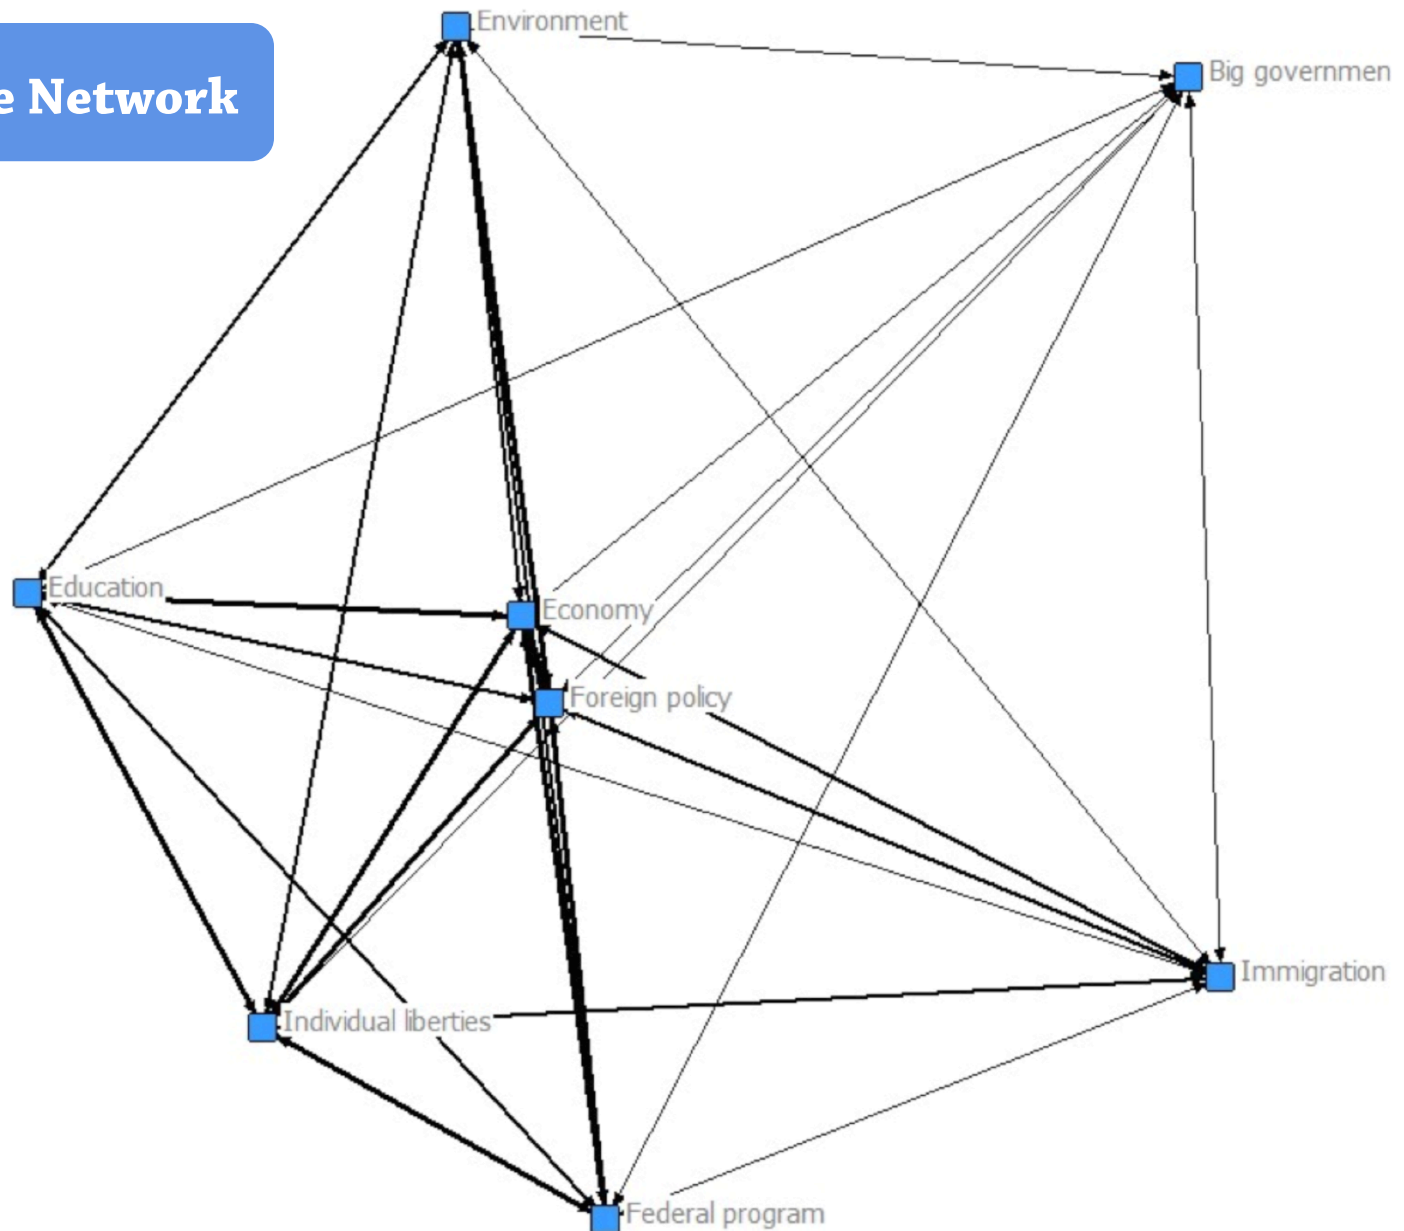 Environment
Big governmen
e Network
Education
Economy
Foreign policy
Immigration
Individual liberties
Federal program